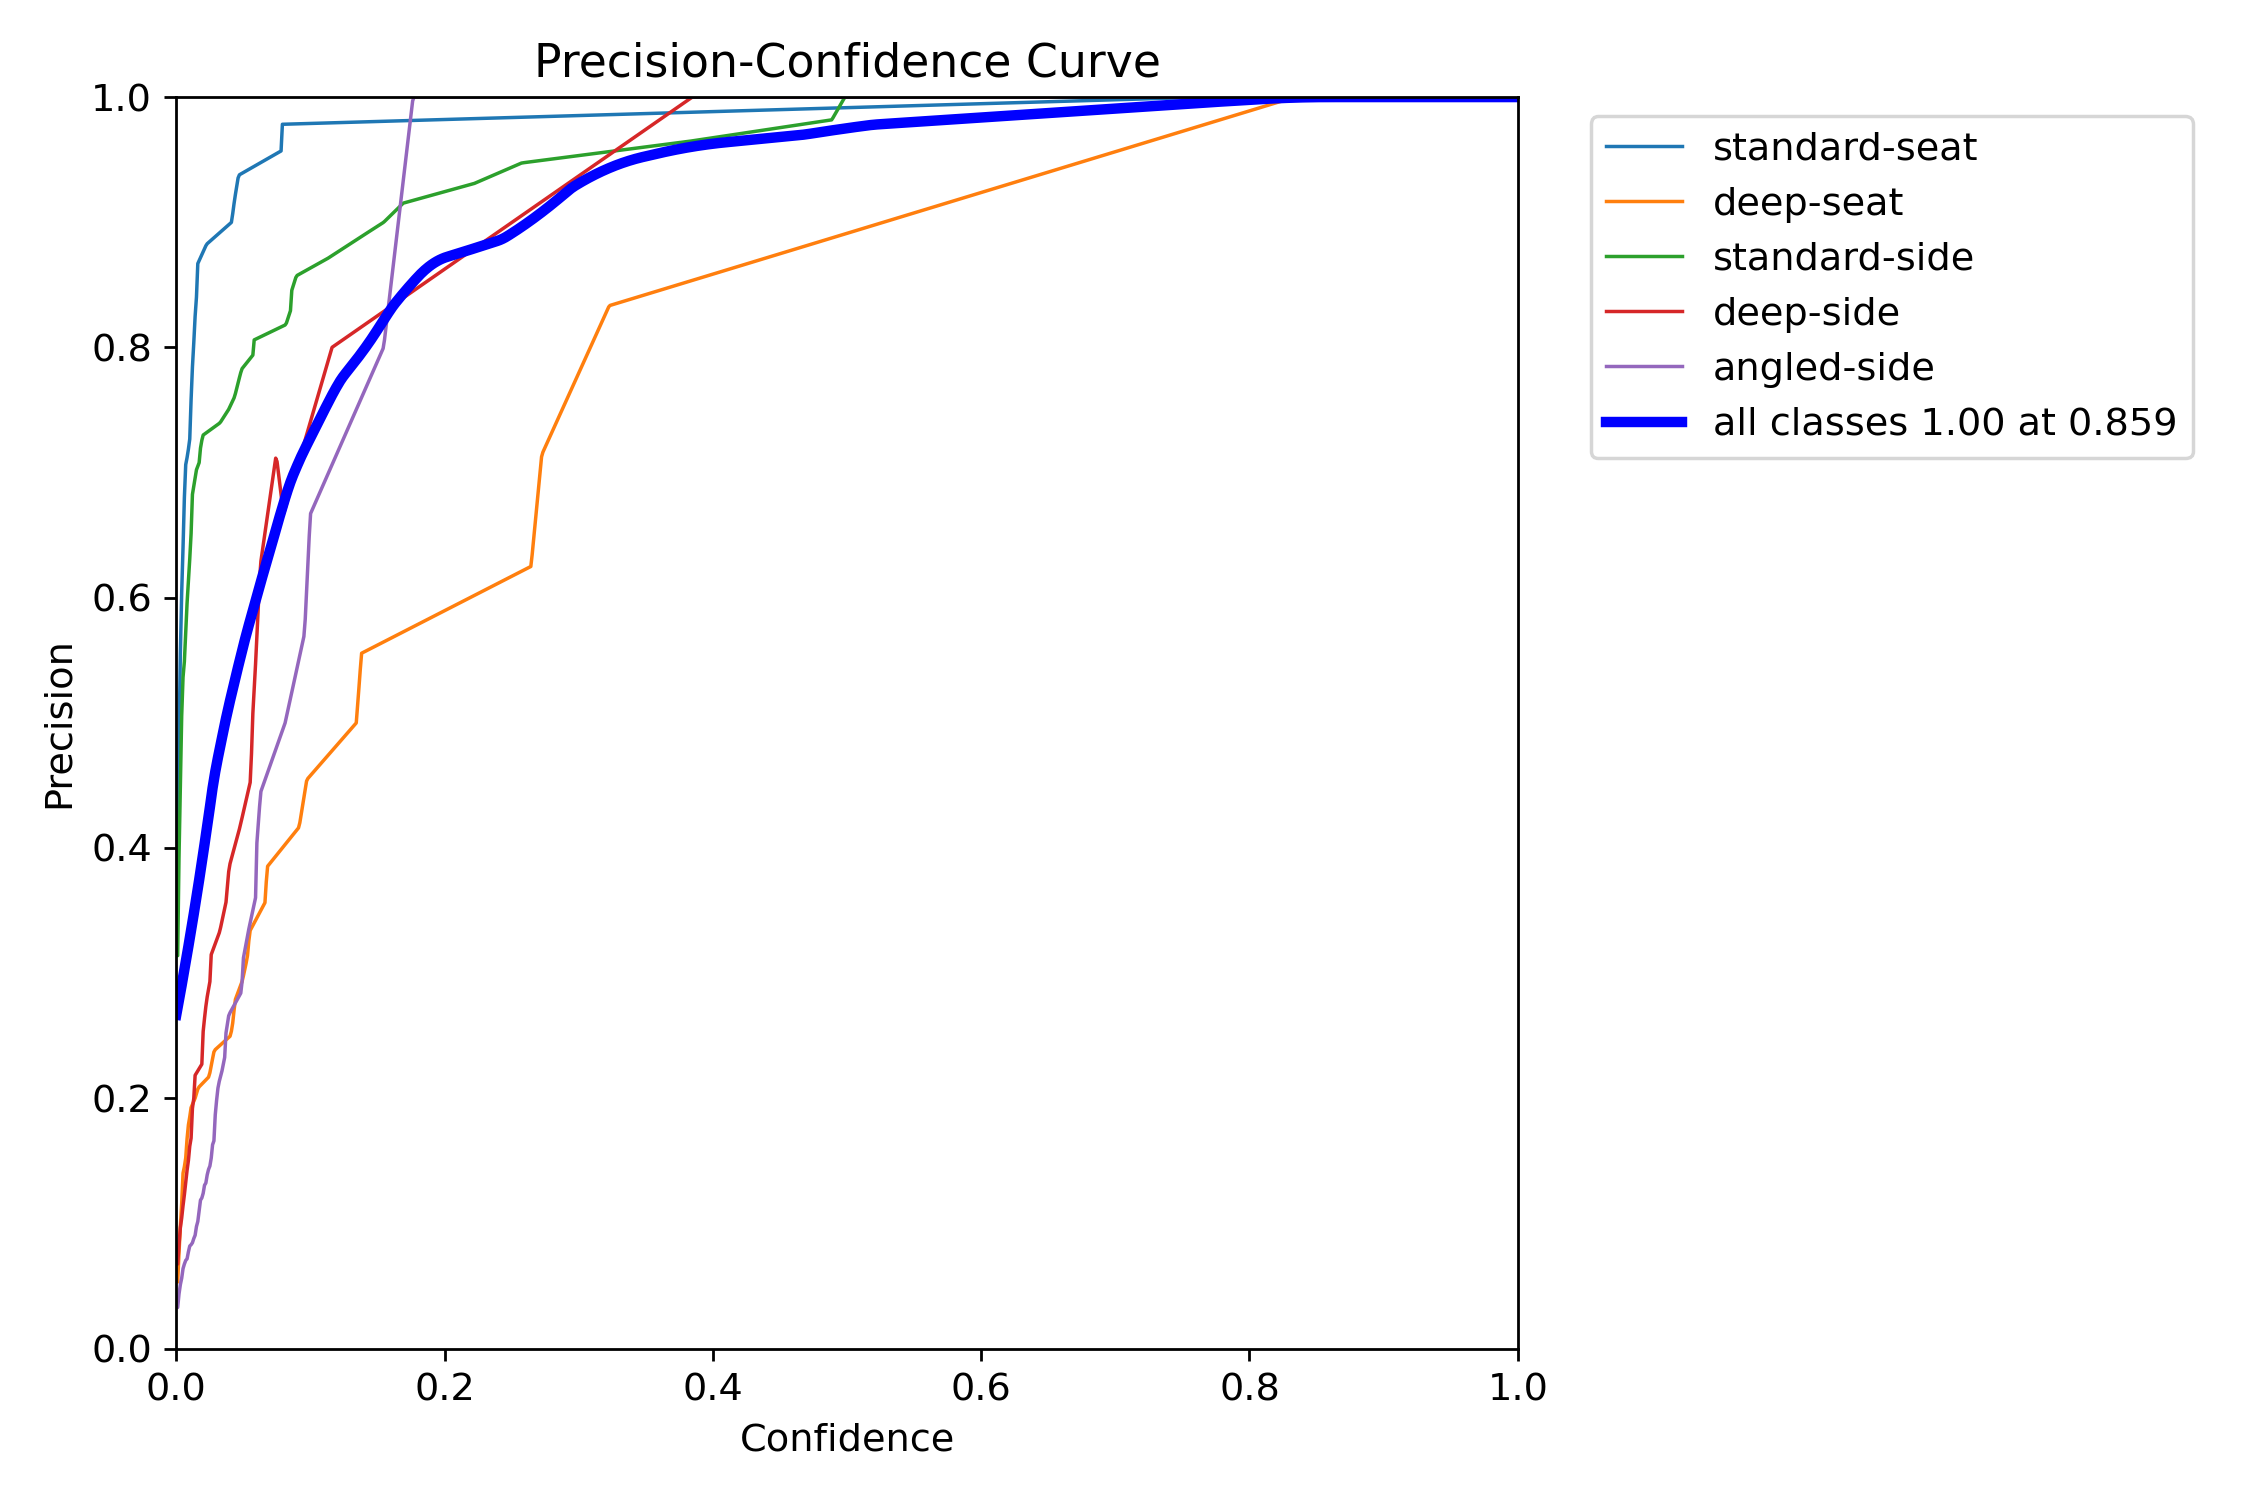 Precision-Confidence Curve
1.0
0.8
0.6
0.4
0.2
0.0
Precision
0.0 0.2 0.4 0.6 0.8 1.0
Confidence
standard-seat
deep-seat
standard-side
deep-side
angled-side
all classes 1.00 at 0.859